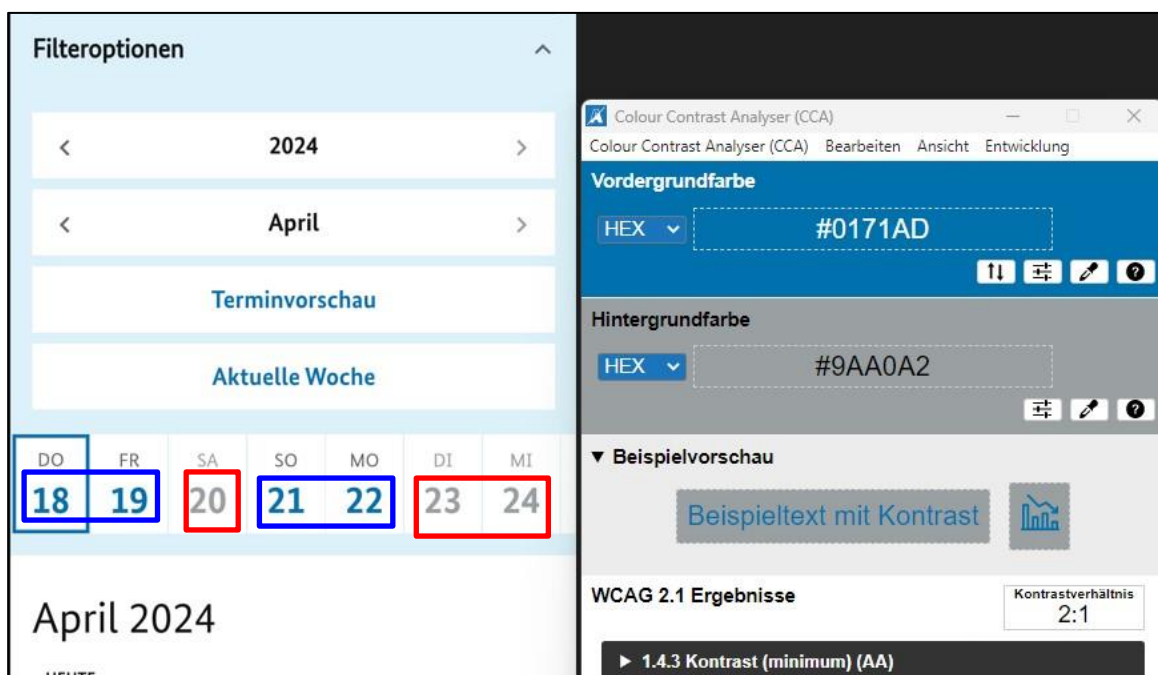 Filteroptionen
2024
April
Terminvorschau
Aktuelle Woche
DO FR SA SO MO DI MI
18 19 20 21 22 23 24
April 2024
HEUTE
Colour Contrast Analyser (CCA)
Colour Contrast Analyser (CCA) Bearbeiten Ansicht Entwicklung
Vordergrundfarbe
HEX #0171AD
Hintergrundfarbe
HEX #9AA0A2
▼ Beispielvorschau
Beispieltext mit Kontrast
WCAG 2.1 Ergebnisse
Kontrastverhältnis
2:1
▶ 1.4.3 Kontrast (minimum) (AA)